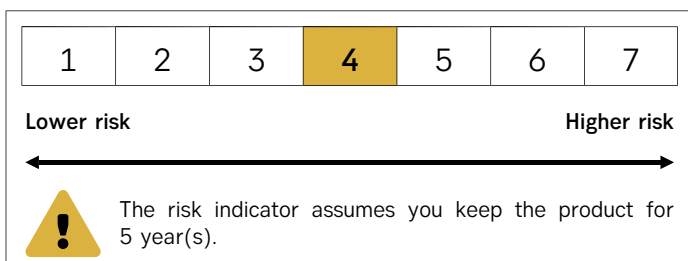 1 2 3 4 5 6 7
Lower risk Higher risk
!
The risk indicator assumes you keep the product for
5 year(s).